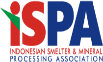 iSPA
INDONESIAN SMELTER & MINERAL
PROCESSING ASSOCIATION